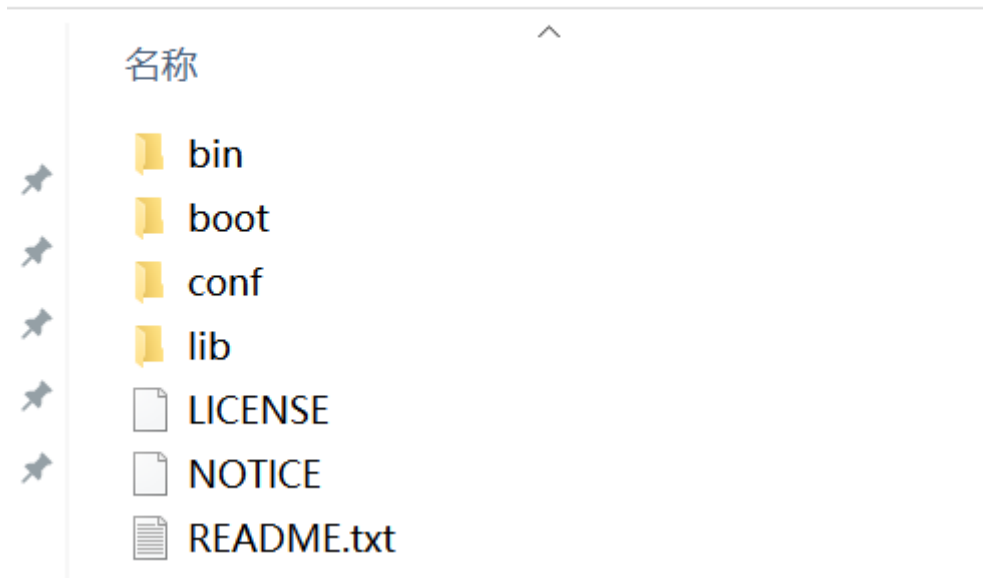 名称
bin
boot
conf
lib
LICENSE
NOTICE
README.txt